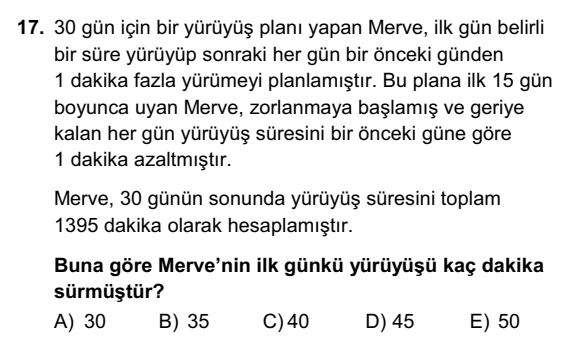 17. 30 gün için bir yürüyüş planı yapan Merve, ilk gün belirli
bir süre yürüyüp sonraki her gün bir önceki günden
1 dakika fazla yürümeyi planlamıştır. Bu plana ilk 15 gün
boyunca uyan Merve, zorlanmaya başlamış ve geriye
kalan her gün yürüyüş süresini bir önceki güne göre
1 dakika azaltmıştır.
Merve, 30 günün sonunda yürüyüş süresini toplam
1395 dakika olarak hesaplamıştır.
Buna göre Merve'nin ilk günkü yürüyüşü kaç dakika
sürmüştür?
A) 30 B) 35 C) 40 D) 45 E) 50